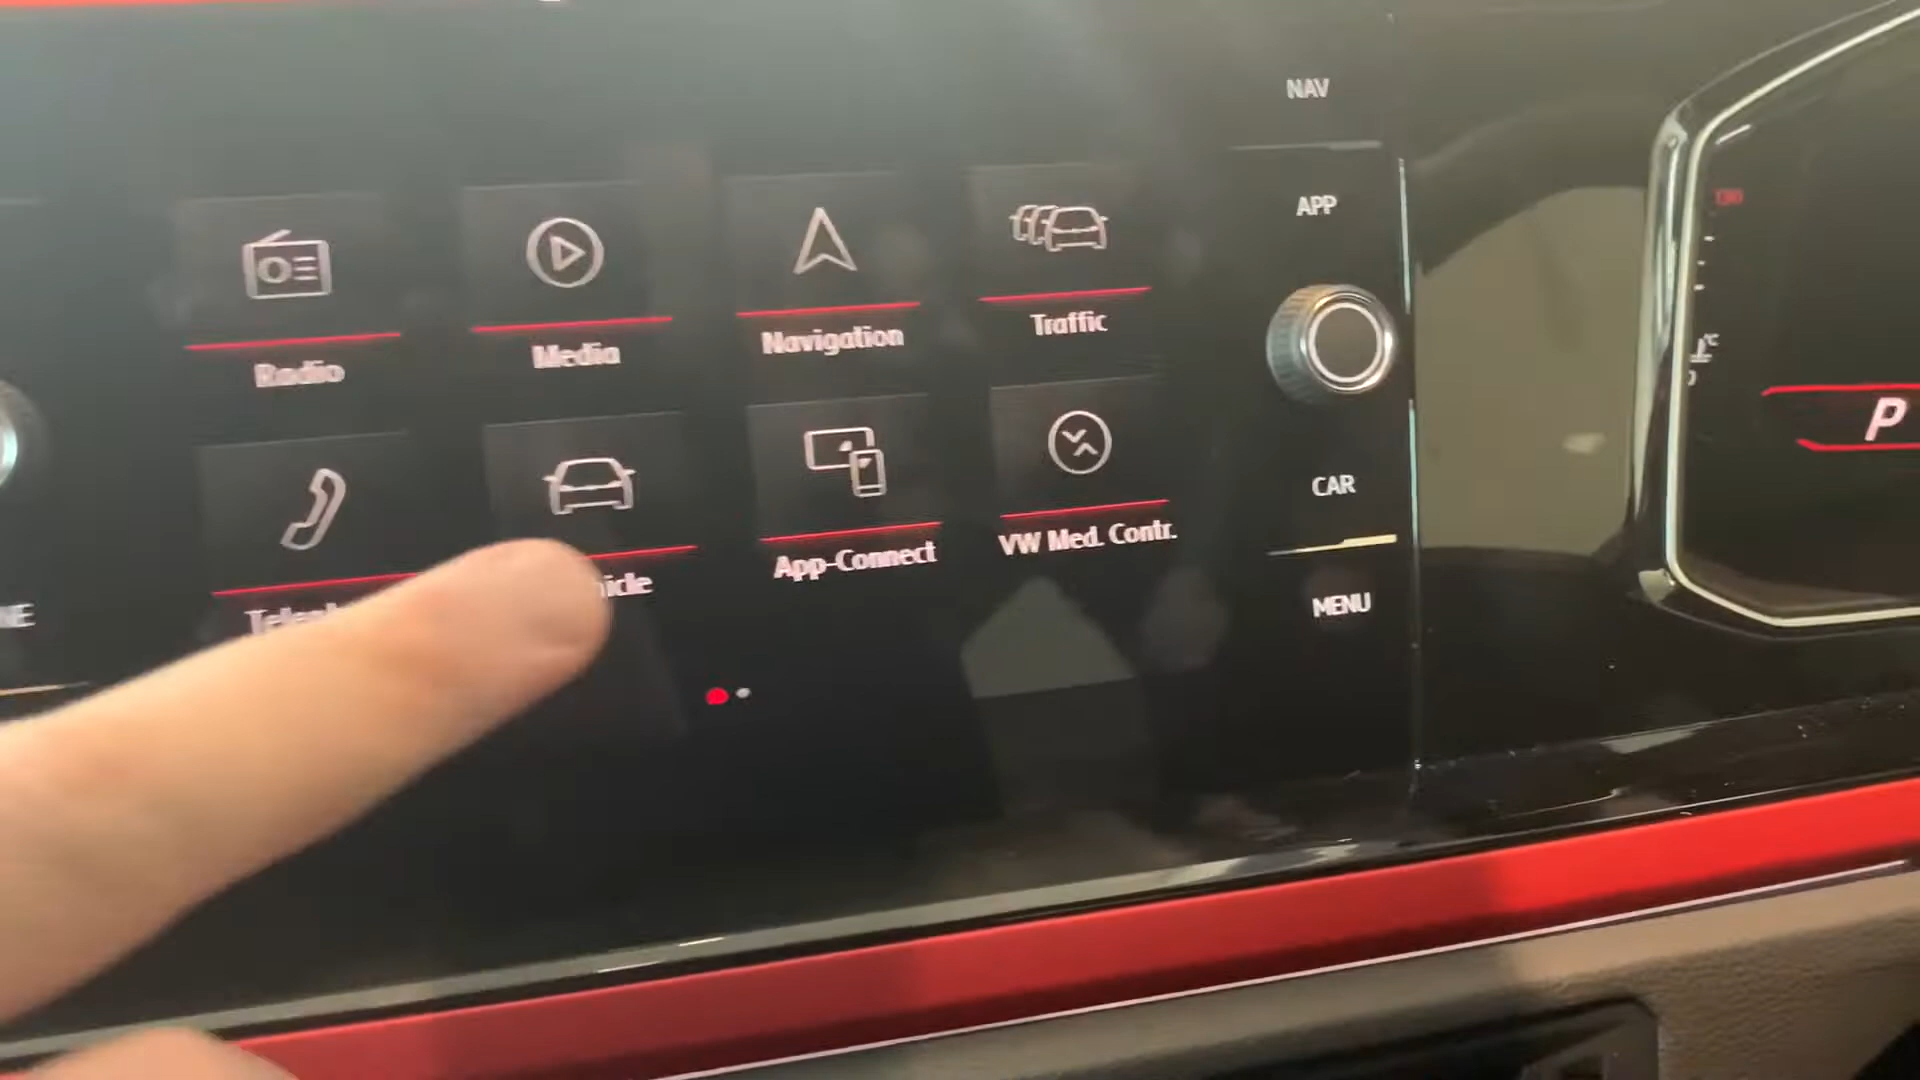 NAV
APP
Radio
Media
Navigation
Traffic
CAR
App-Connect
VW Med. Contr.
MENU
P